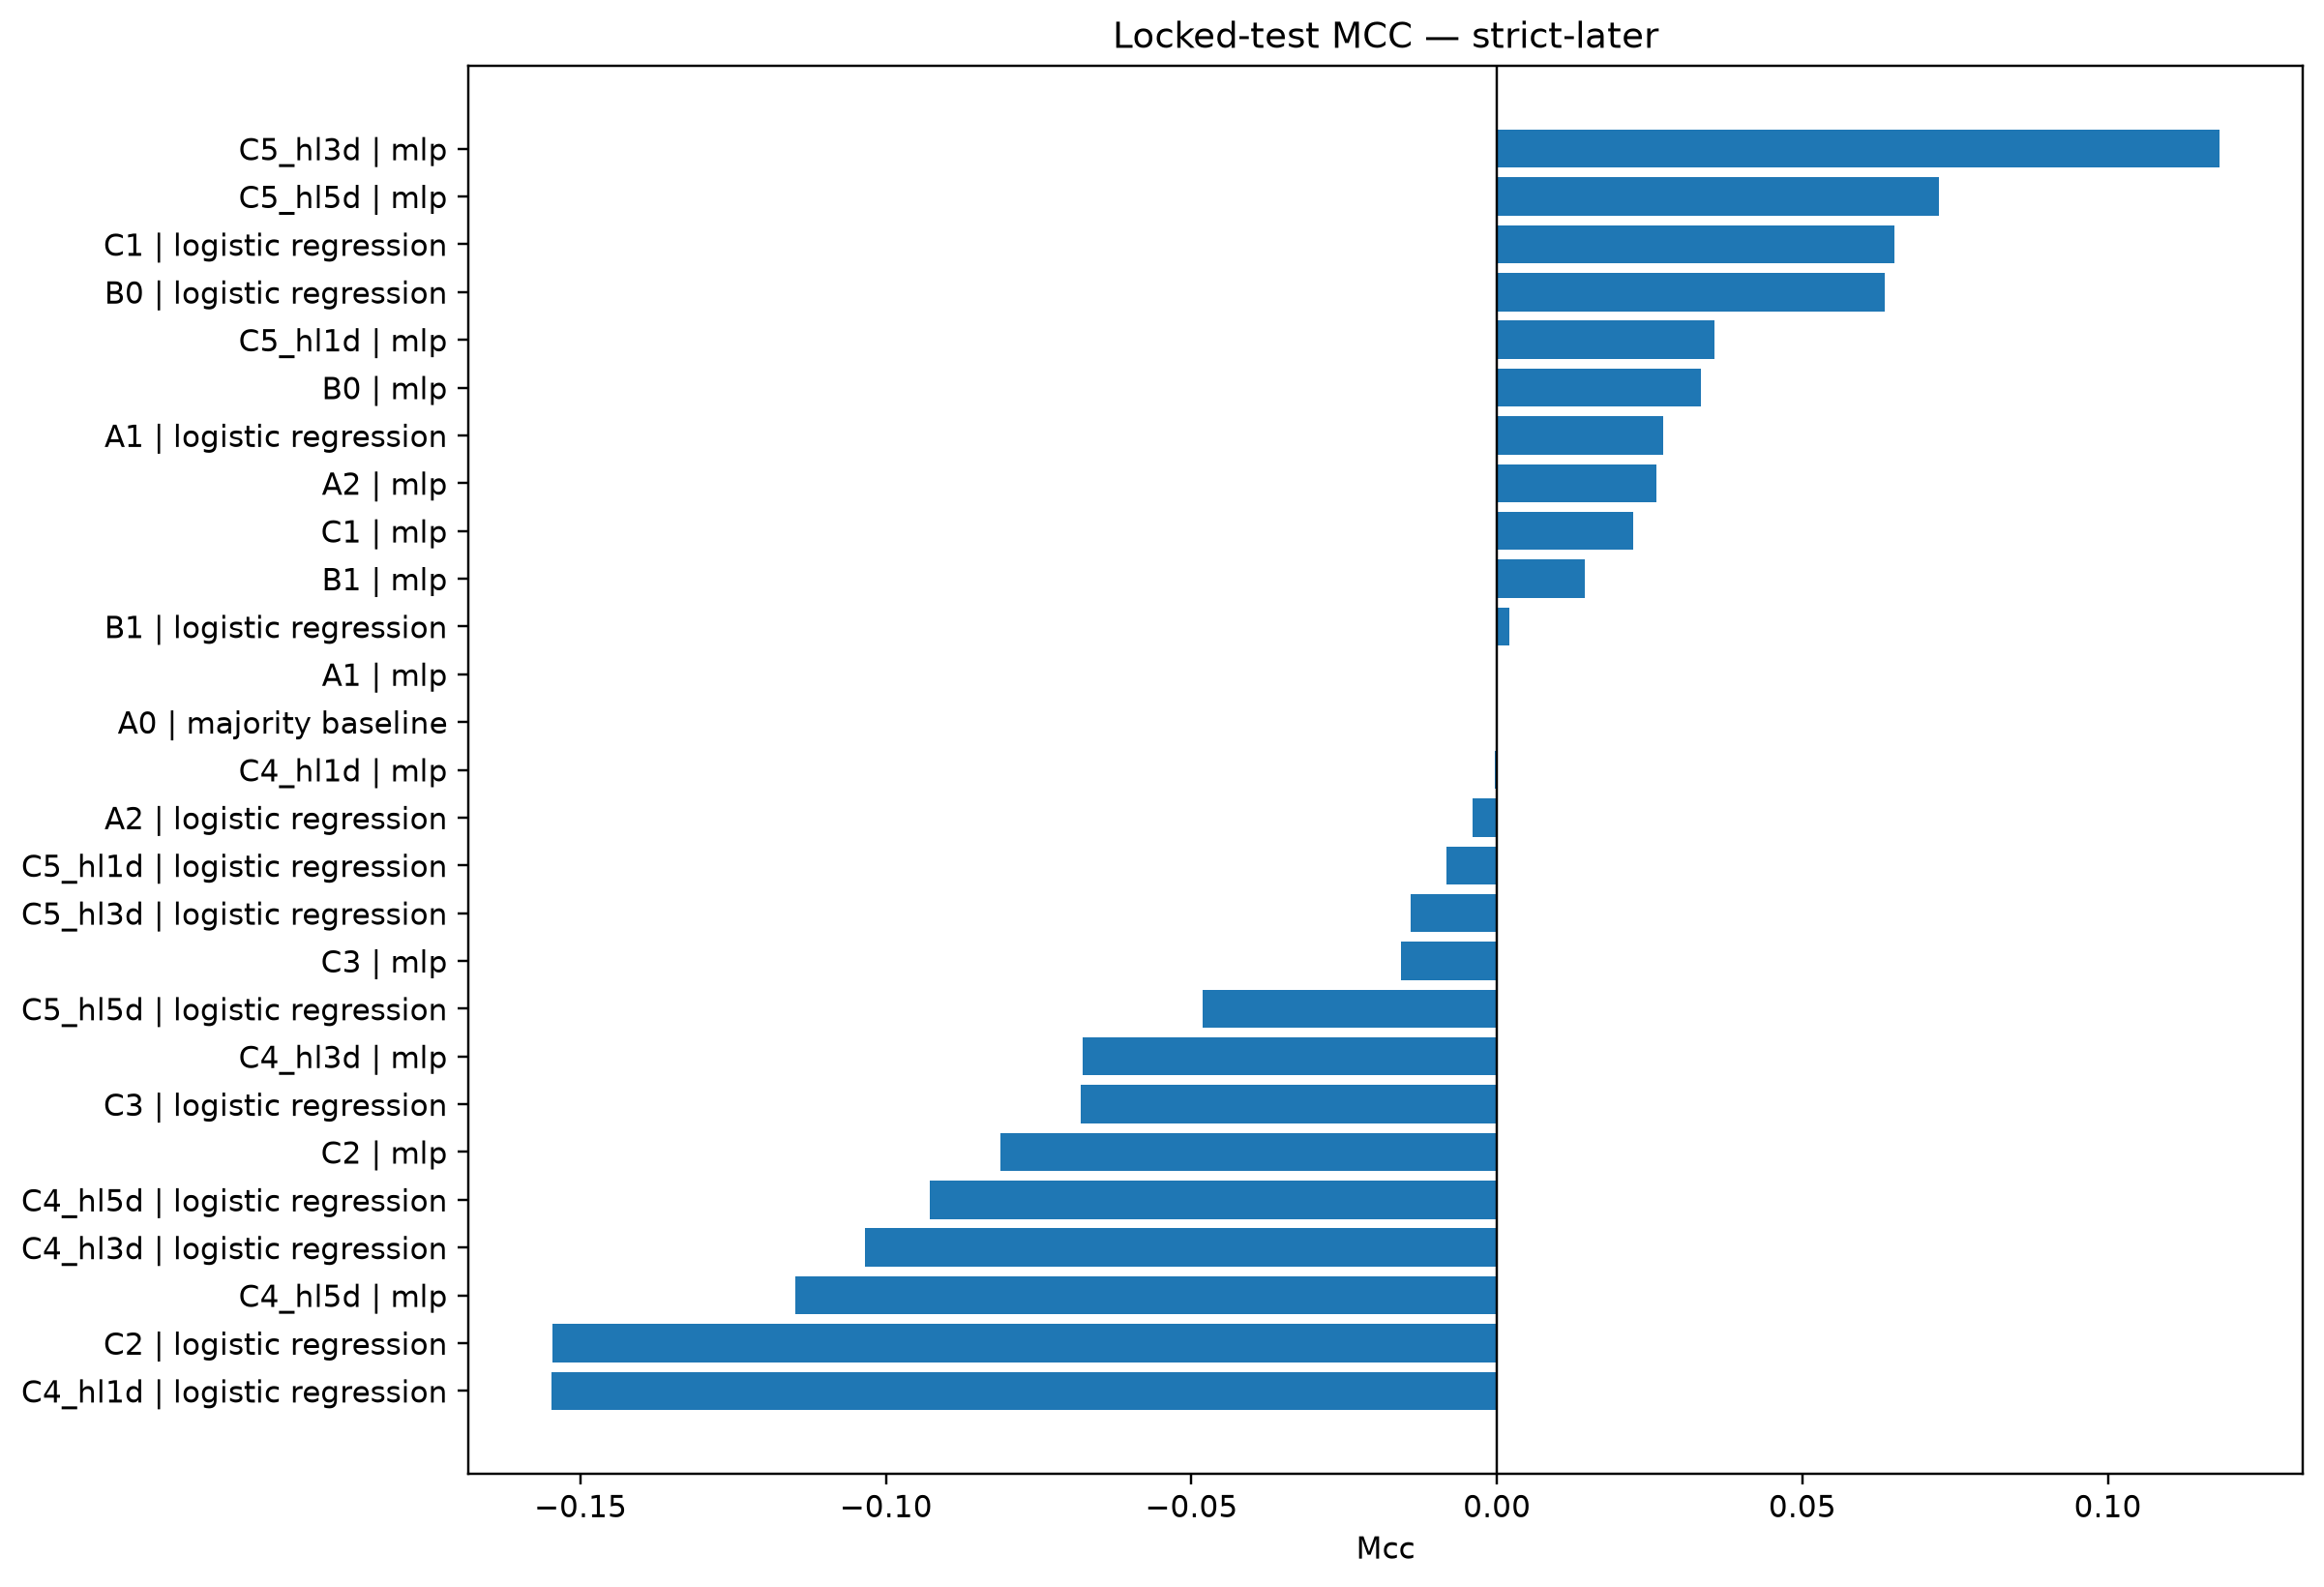 Locked-test MCC — strict-later
C5_hl3d | mlp
C5_hl5d | mlp
C1 | logistic regression
B0 | logistic regression
C5_hl1d | mlp
B0 | mlp
A1 | logistic regression
A2 | mlp
C1 | mlp
B1 | mlp
B1 | logistic regression
A1 | mlp
A0 | majority baseline
C4_hl1d | mlp
A2 | logistic regression
C5_hl1d | logistic regression
C5_hl3d | logistic regression
C3 | mlp
C5_hl5d | logistic regression
C4_hl3d | mlp
C3 | logistic regression
C2 | mlp
C4_hl5d | logistic regression
C4_hl3d | logistic regression
C4_hl5d | mlp
C2 | logistic regression
C4_hl1d | logistic regression
−0.15 −0.10 −0.05 0.00 0.05 0.10
Mcc